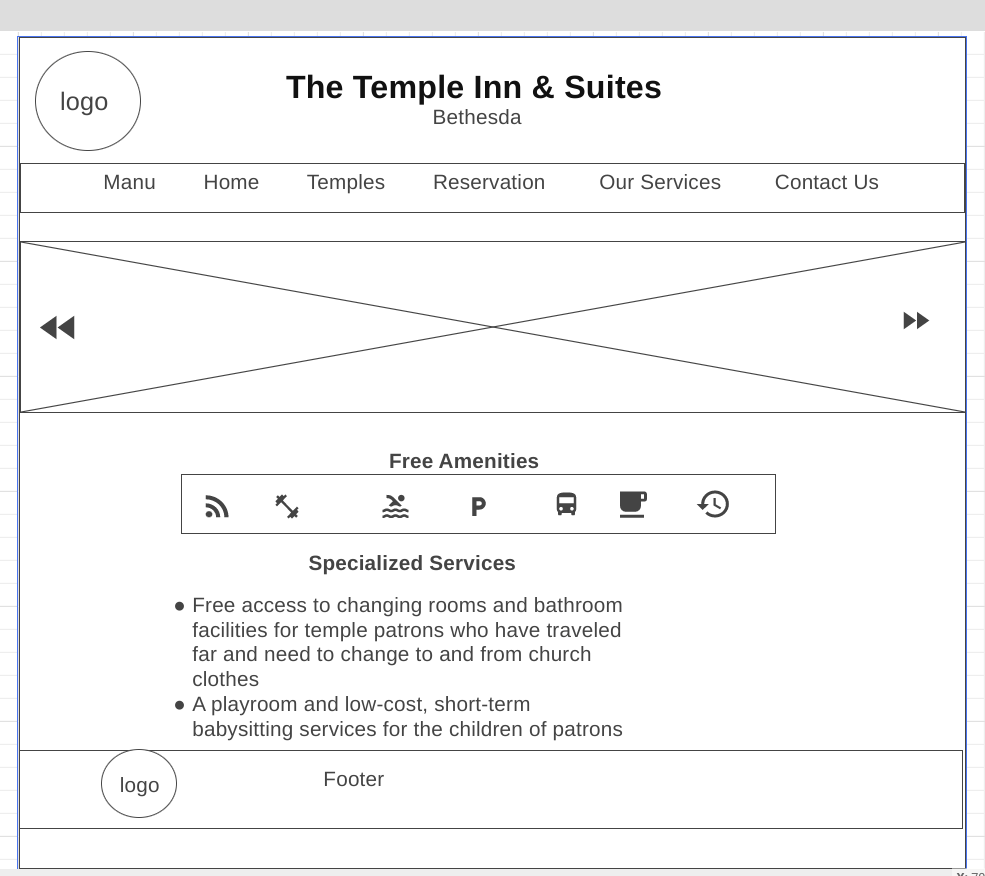 logo
The Temple Inn & Suites
Bethesda
Manu Home Temples Reservation Our Services Contact Us
Free Amenities
P
Specialized Services
● Free access to changing rooms and bathroom
facilities for temple patrons who have traveled
far and need to change to and from church
clothes
● A playroom and low-cost, short-term
babysitting services for the children of patrons
logo
Footer